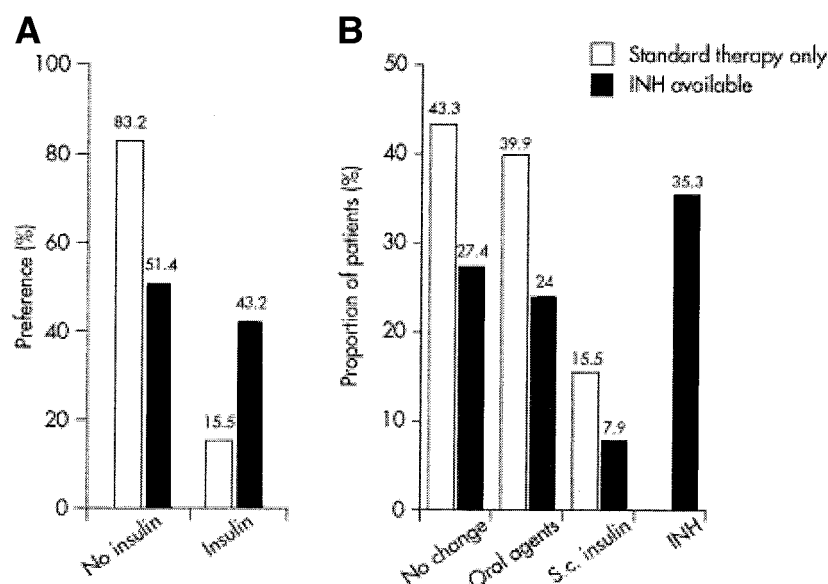 A
Preference (%)
100
80
60
40
20
0
83.2
51.4
15.5
43.2
No insulin
Insulin
B
Proportion of patients (%)
50
40
30
20
10
0
Standard therapy only
INH available
43.3
27.4
39.9
24
15.5
7.9
35.3
No change
Oral agents
S.c. insulin
INH